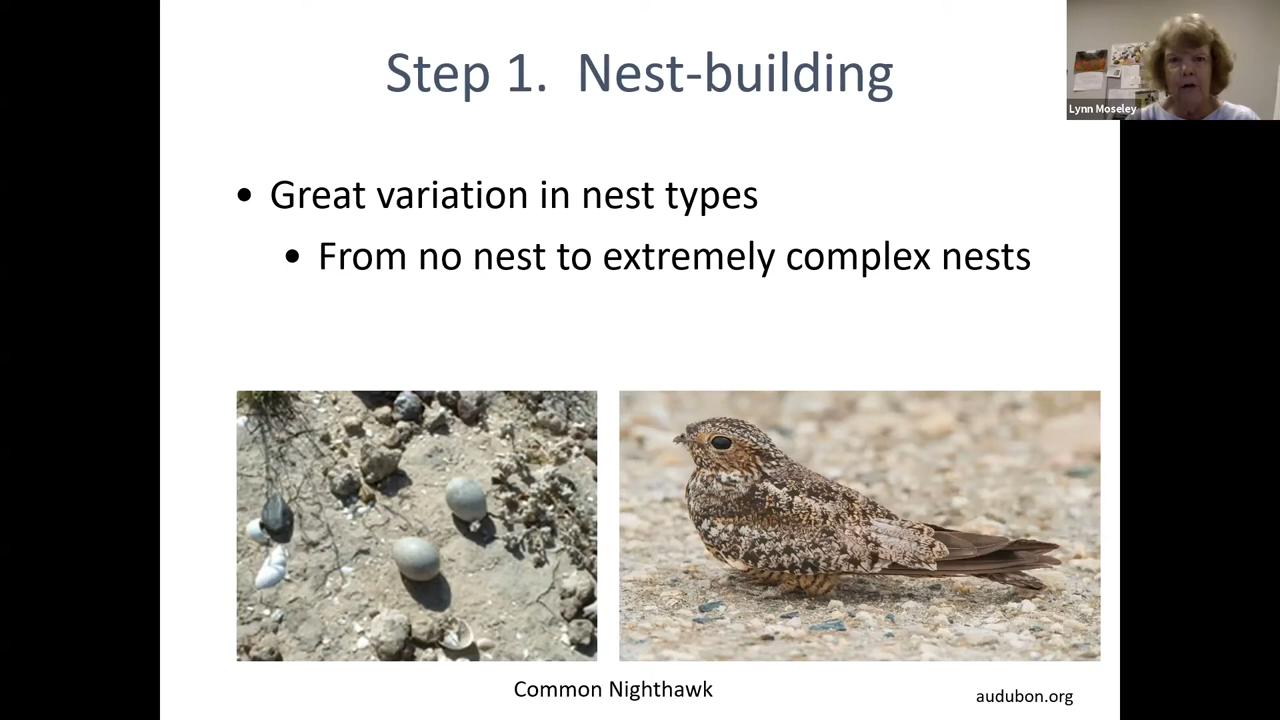 Step 1. Nest-building
Lynn Moseley
• Great variation in nest types
• From no nest to extremely complex nests
Common Nighthawk
audubon.org